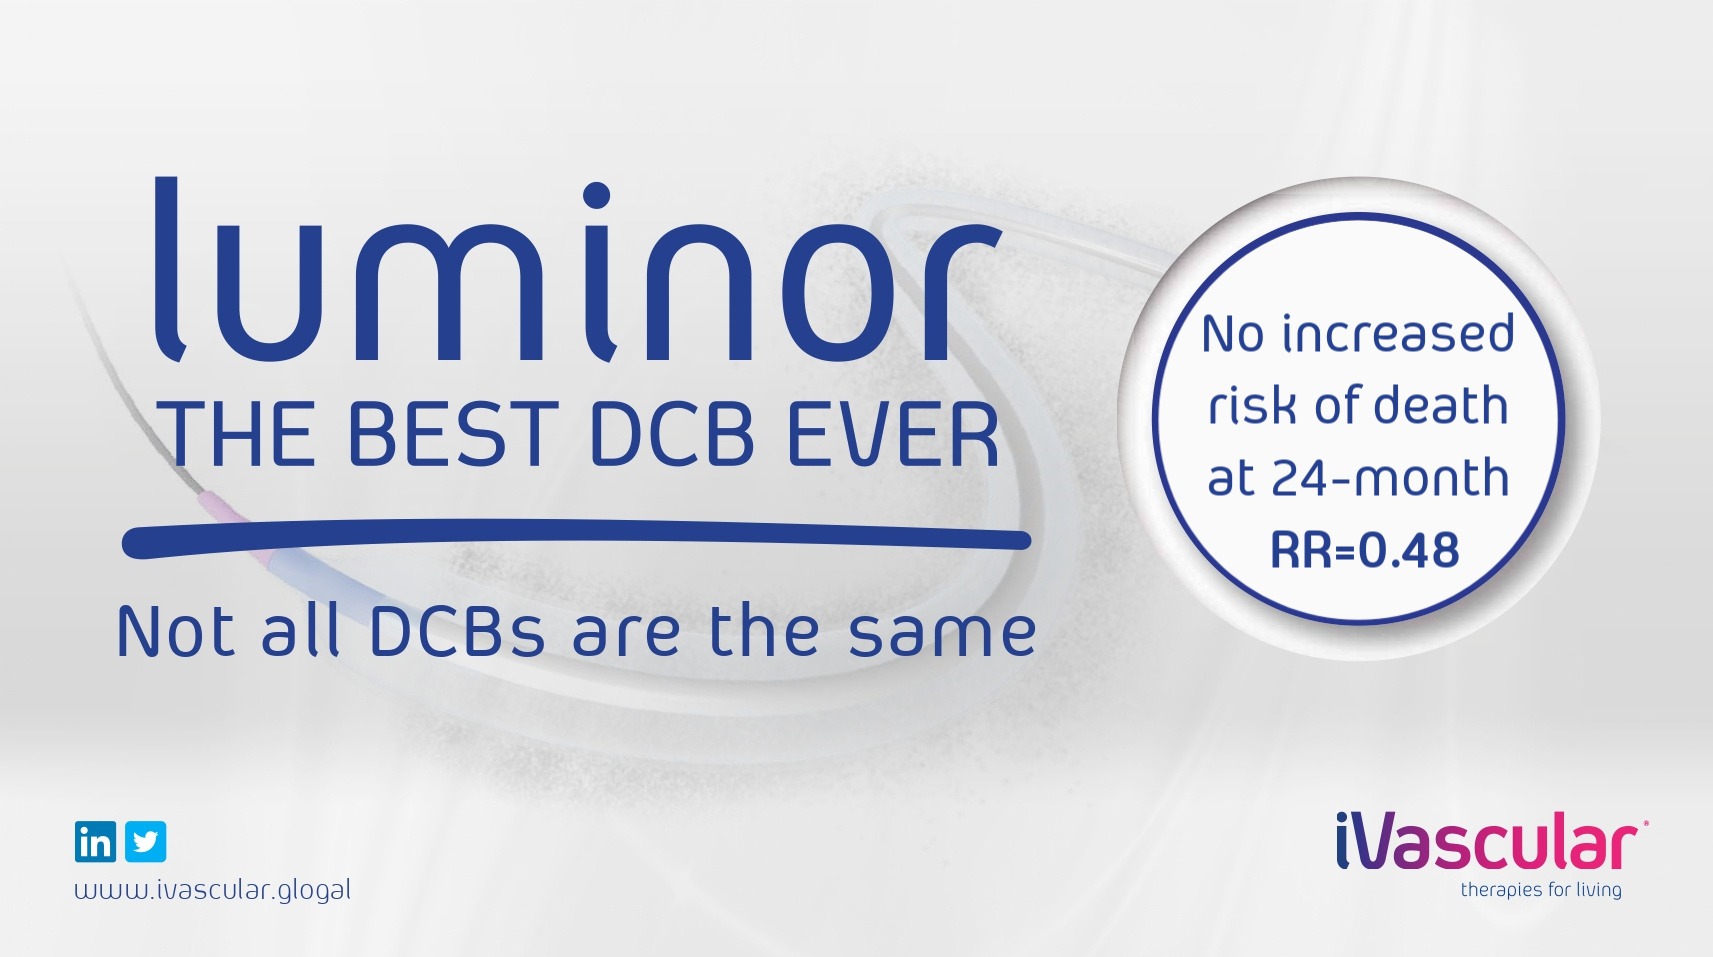 luminor
THE BEST DCB EVER
Not all DCBs are the same
No increased
risk of death
at 24-month
RR=0.48
in
www.ivascular.glogal
iVascular®
therapies for living